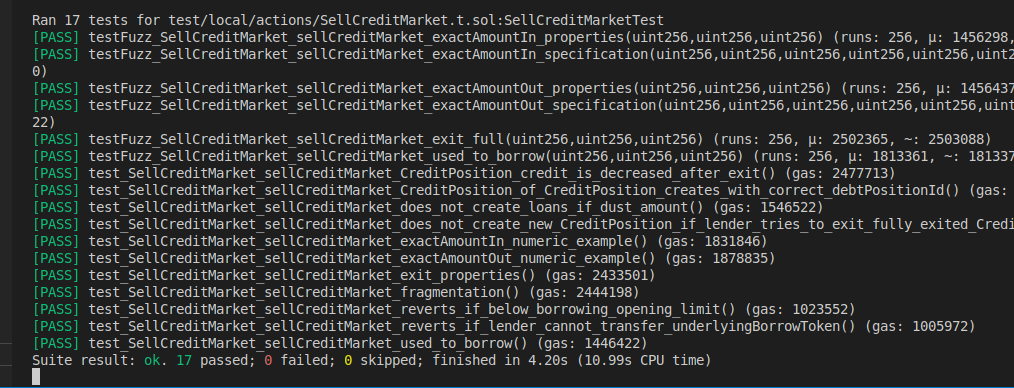 Ran 17 tests for test/local/actions/SellCreditMarket.t.sol:SellCreditMarketTest
[PASS] testFuzz_SellCreditMarket_sellCreditMarket_exactAmountIn_properties(uint256,uint256,uint256) (runs: 256, μ: 1456298,
[PASS] testFuzz_SellCreditMarket_sellCreditMarket_exactAmountIn_specification(uint256,uint256,uint256,uint256,uint256,uint2
0)
[PASS] testFuzz_SellCreditMarket_sellCreditMarket_exactAmountOut_properties(uint256,uint256,uint256) (runs: 256, μ: 1456437
[PASS] testFuzz_SellCreditMarket_sellCreditMarket_exactAmountOut_specification(uint256,uint256,uint256,uint256,uint256,uint
22)
[PASS] testFuzz_SellCreditMarket_sellCreditMarket_exit_full(uint256,uint256,uint256) (runs: 256, μ: 2502365, ~: 2503088)
[PASS] testFuzz_SellCreditMarket_sellCreditMarket_used_to_borrow(uint256,uint256,uint256) (runs: 256, μ: 1813361, ~: 181337
[PASS] test_SellCreditMarket_sellCreditMarket_CreditPosition_credit_is_decreased_after_exit() (gas: 2477713)
[PASS] test_SellCreditMarket_sellCreditMarket_CreditPosition_of_CreditPosition_creates_with_correct_debtPositionId() (gas:
[PASS] test_SellCreditMarket_sellCreditMarket_does_not_create_loans_if_dust_amount() (gas: 1546522)
[PASS] test_SellCreditMarket_sellCreditMarket_does_not_create_new_CreditPosition_if_lender_tries_to_exit_fully_exited_Credi
[PASS] test_SellCreditMarket_sellCreditMarket_exactAmountIn_numeric_example() (gas: 1831846)
[PASS] test_SellCreditMarket_sellCreditMarket_exactAmountOut_numeric_example() (gas: 1878835)
[PASS] test_SellCreditMarket_sellCreditMarket_exit_properties() (gas: 2433501)
[PASS] test_SellCreditMarket_sellCreditMarket_fragmentation() (gas: 2444198)
[PASS] test_SellCreditMarket_sellCreditMarket_reverts_if_below_borrowing_opening_limit() (gas: 1023552)
[PASS] test_SellCreditMarket_sellCreditMarket_reverts_if_lender_cannot_transfer_underlyingBorrowToken() (gas: 1005972)
[PASS] test_SellCreditMarket_sellCreditMarket_used_to_borrow() (gas: 1446422)
Suite result: ok. 17 passed; 0 failed; 0 skipped; finished in 4.20s (10.99s CPU time)